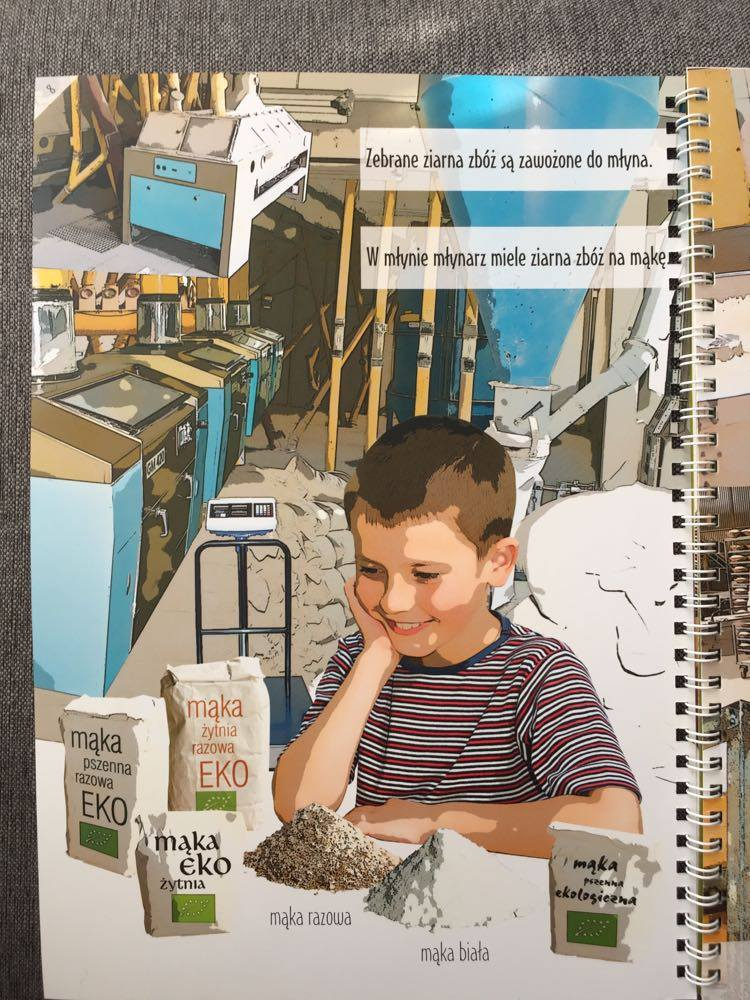 8
Zebrane ziarna zbóż są zawożone do młyna.
W młynie młynarz miele ziarna zbóż na mąkę.
mąka
pszenna
razowa
EKO
mąka
żytnia
razowa
EKO
mąka
eko
żytnia
mąka
pszenna
ekologiczna
mąka razowa
mąka biała